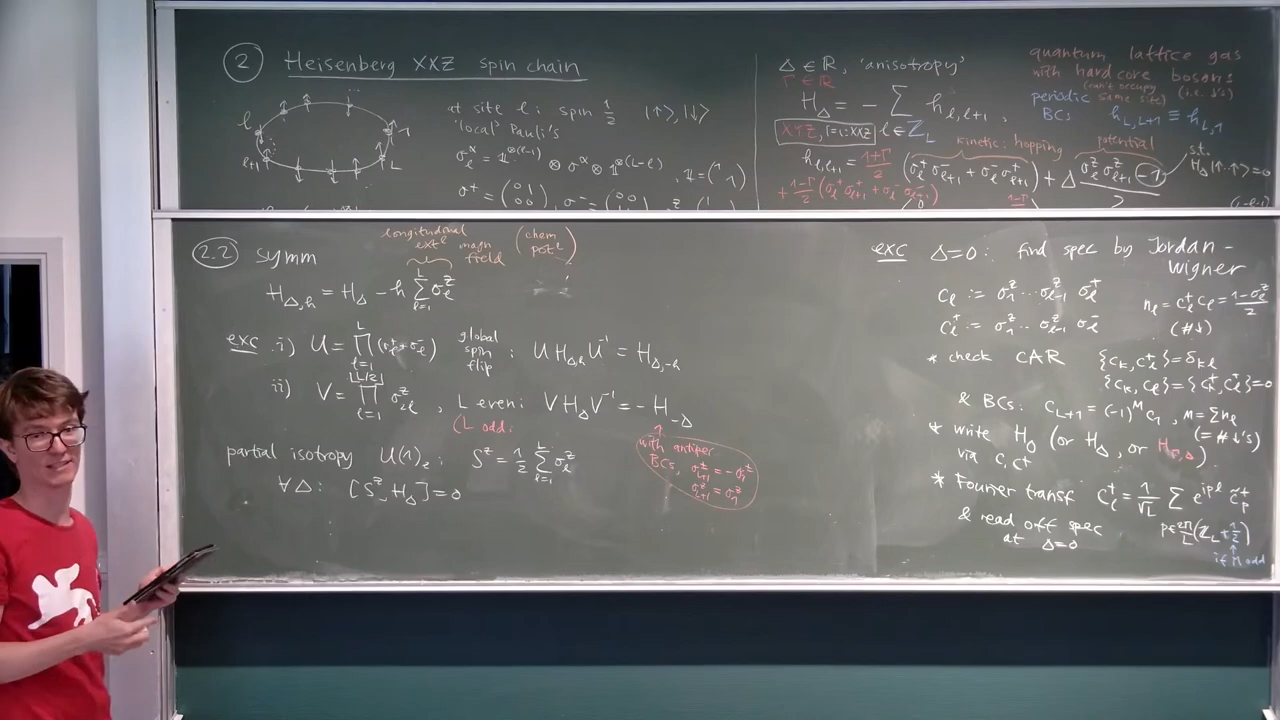 ② Heisenberg XXZ spin chain
at site ℓ: spin 1/2 |↑⟩, |↓⟩
'local' Pauli's
σ_ℓ^α = 𝟙^{⊗(ℓ-1)} ⊗ σ^α ⊗ 𝟙^{⊗(L-ℓ)}, 𝟙 = (1 1)
σ^+ = (0 1 0 0), σ^- = (0 0
ℓ
ℓ+1
1
L
Δ ∈ ℝ, 'anisotropy'
Γ ∈ ℝ
H_Δ = - ∑_{ℓ∈ℤ_L} h_{ℓ,ℓ+1},
XYZ, Γ=1: XXZ
h_{ℓ,ℓ+1} = (1+Γ)/2 (σ_ℓ^+ σ_{ℓ+1}^- + σ_ℓ^- σ_{ℓ+1}^+) + Δ (σ_ℓ^z σ_{ℓ+1}^z - 1)/2
+ (1-Γ)/2 (σ_ℓ^+ σ_{ℓ+1}^+ + σ_ℓ^- σ_{ℓ+1}^-)
kinetic: hopping
potential
s.t.
H_Δ|↑⋯↑⟩=0
quantum lattice gas
with hard core bosons
(can't occupy same site)
(i.e. ↓'s)
periodic BCs h_{L,L+1} ≡ h_{L,1}
2.2 symm
longitudinal ext^l magn field
(chem pot^l)
H_{Δ,h} = H_Δ - h ∑_{ℓ=1}^L σ_ℓ^z
exc i) U = ∏_{ℓ=1}^L (σ_ℓ^+ + σ_ℓ^-) global spin flip : U H_{Δ,h} U^{-1} = H_{Δ,-h}
ii) V = ∏_{ℓ=1}^{⌊L/2⌋} σ_{2ℓ}^z, L even: V H_Δ V^{-1} = - H_{-Δ}
(L odd:
with antiper.
BCs, σ_{L+1}^± = -σ_1^±
σ_{L+1}^z = σ_1^z
partial isotropy U(1)_z: S^z = 1/2 ∑_{ℓ=1}^L σ_ℓ^z
∀Δ: [S^z, H_Δ] = 0
exc Δ=0: find spec by Jordan-
Wigner
c_ℓ := σ_1^z ⋯ σ_{ℓ-1}^z σ_ℓ^+
c_ℓ^+ := σ_1^z ⋯ σ_{ℓ-1}^z σ_ℓ^-
n_ℓ = c_ℓ^+ c_ℓ = (1-σ_ℓ^z)/2
(#↓)
* check CAR {c_k, c_ℓ^+} = δ_{kℓ}
{c_k, c_ℓ} = {c_k^+, c_ℓ^+} = 0
& BCs: c_{L+1} = (-1)^M c_1, M = ∑ n_ℓ
(= # ↓'s)
* write H_0 (or H_Δ, or H_{Γ,Δ})
via c, c^+
* Fourier transf c_ℓ^+ = 1/√L ∑ e^{ipℓ} c̃_p^+
p ∈ 2π/L (ℤ_L + 1/2)
if M odd
& read off spec
at Δ=0